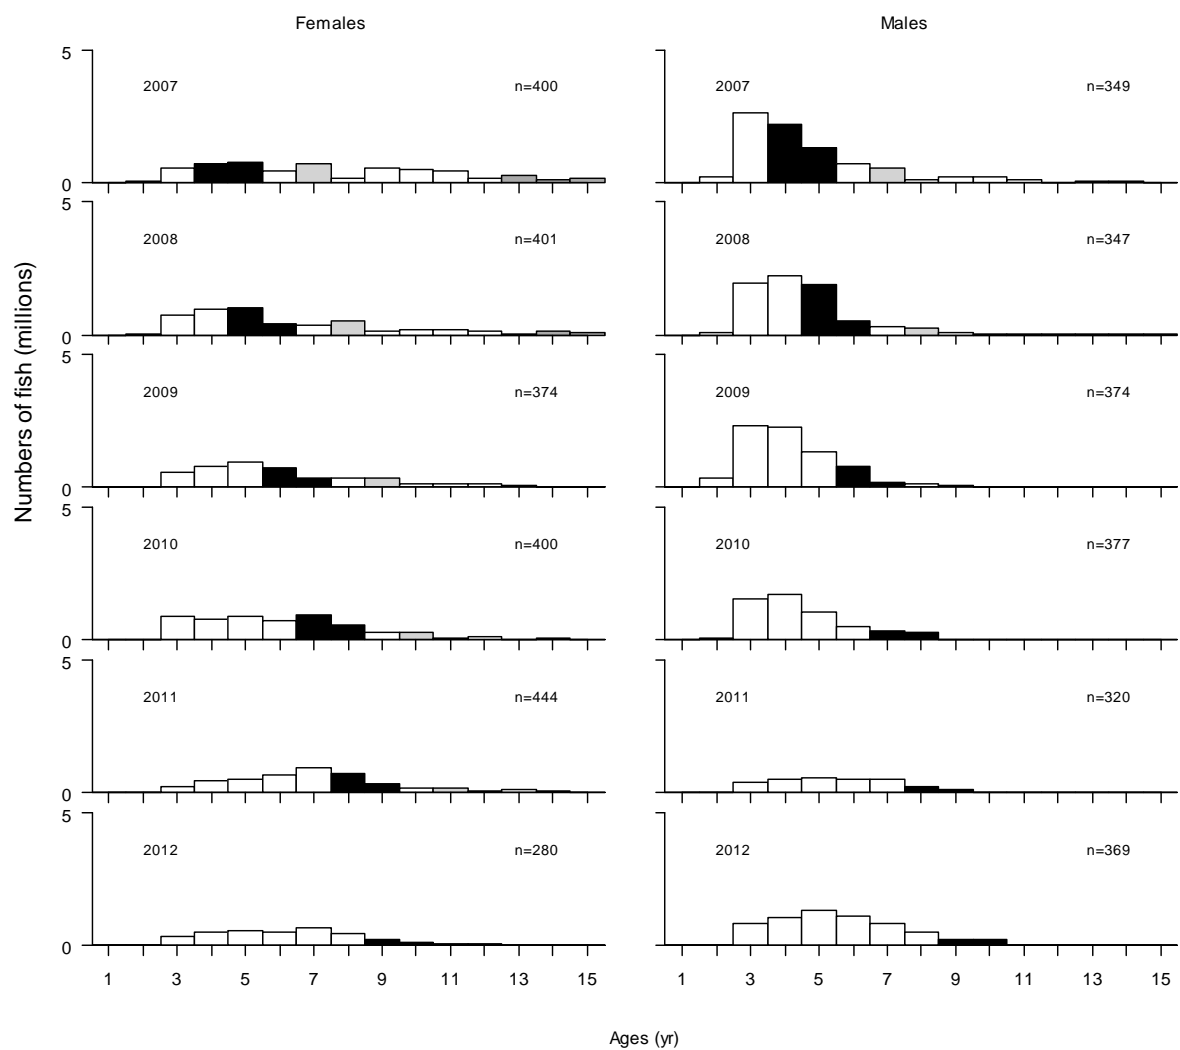 Females Males
5
2007 n=400 2007 n=349
0
5
2008 n=401 2008 n=347
0
5
2009 n=374 2009 n=374
0
Numbers of fish (millions)
5
2010 n=400 2010 n=377
0
5
2011 n=444 2011 n=320
0
5
2012 n=280 2012 n=369
0
1 3 5 7 9 11 13 15 1 3 5 7 9 11 13 15
Ages (yr)